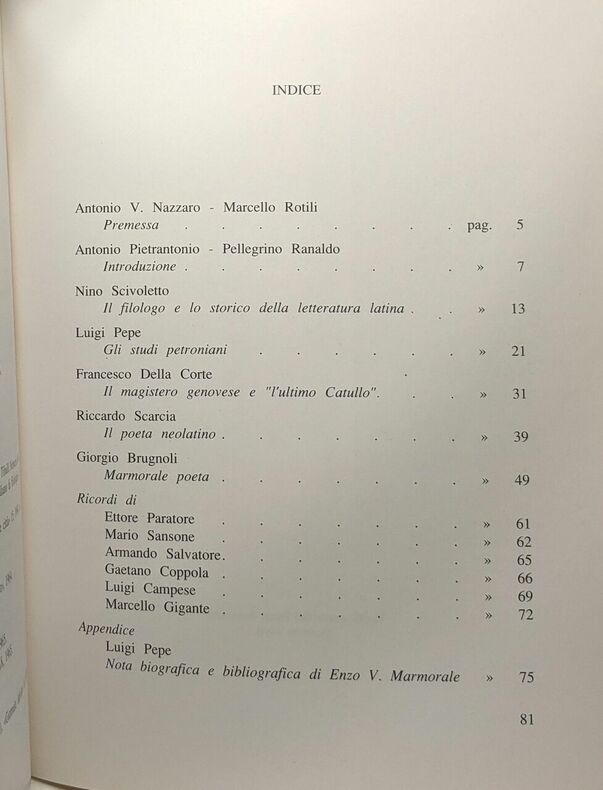 INDICE
Antonio V. Nazzaro - Marcello Rotili
Premessa . . . . . . . pag. 5
Antonio Pietrantonio - Pellegrino Ranaldo
Introduzione . . . . . . . . » 7
Nino Scivoletto
Il filologo e lo storico della letteratura latina . . » 13
Luigi Pepe
Gli studi petroniani . . . . . » 21
Francesco Della Corte
Il magistero genovese e "l'ultimo Catullo". . . » 31
Riccardo Scarcia
Il poeta neolatino . . . . . . » 39
Giorgio Brugnoli
Marmorale poeta . . . . . . » 49
Ricordi di
Ettore Paratore . . . . . . » 61
Mario Sansone . . . . . . » 62
Armando Salvatore . . . . . . » 65
Gaetano Coppola . . . . . . » 66
Luigi Campese . . . . . . » 69
Marcello Gigante . . . . . . » 72
Appendice
Luigi Pepe
Nota biografica e bibliografica di Enzo V. Marmorale » 75
81